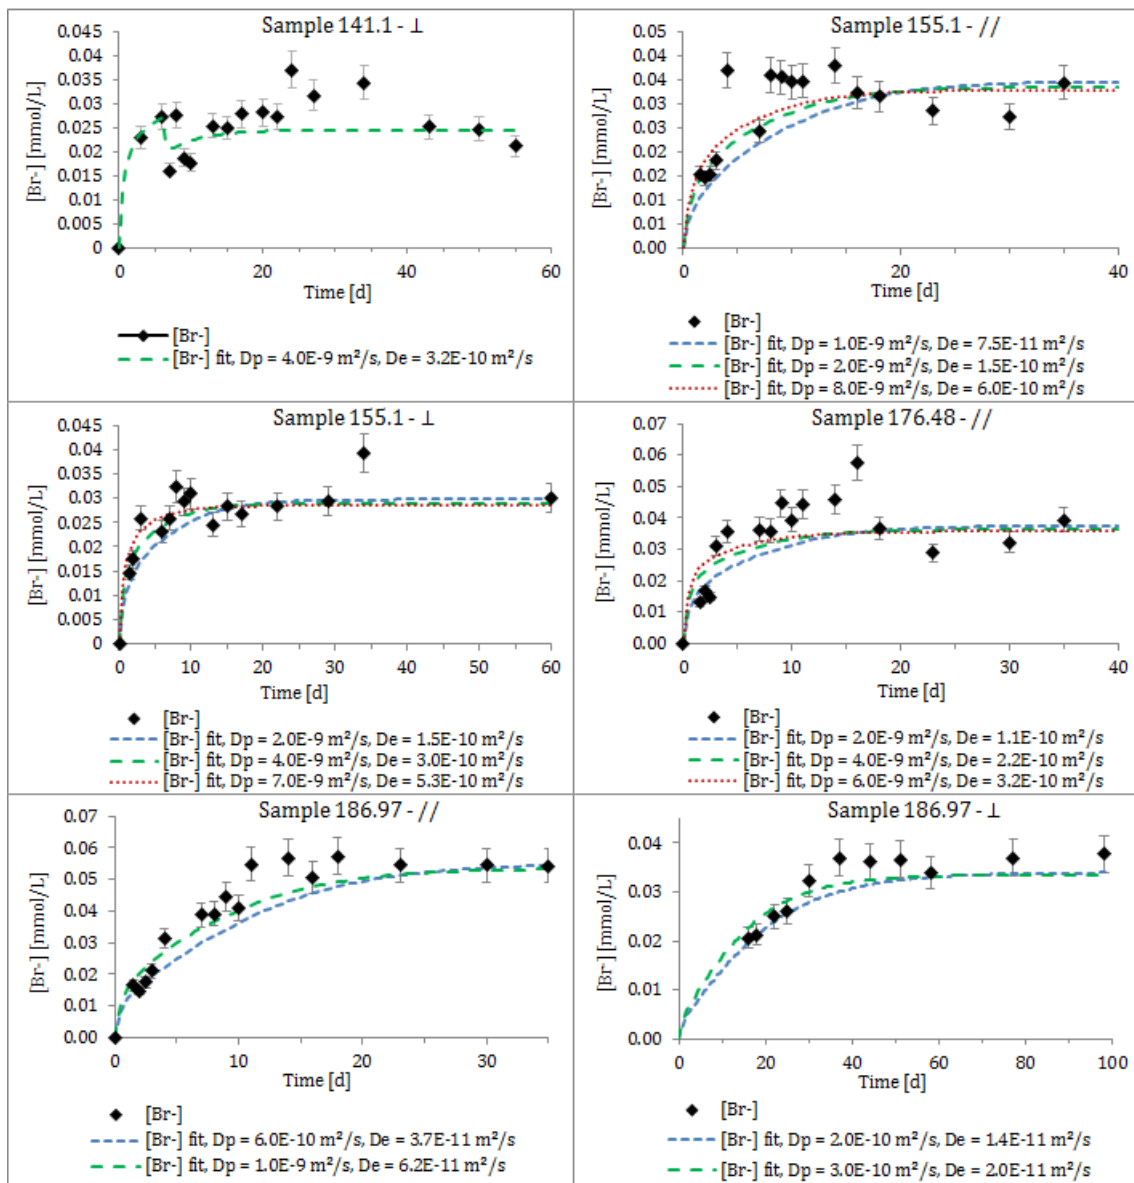 Sample 141.1 - ⊥
0.045
0.04
0.035
0.03
0.025
0.02
0.015
0.01
0.005
0
[Br-] [mmol/L]
0 20 40 60
Time [d]
[Br-]
[Br-] fit, Dp = 4.0E-9 m²/s, De = 3.2E-10 m²/s
Sample 155.1 - //
0.05
0.04
0.04
0.03
0.03
0.02
0.02
0.01
0.01
0.00
[Br-] [mmol/L]
0 20 40
Time [d]
[Br-]
[Br-] fit, Dp = 1.0E-9 m²/s, De = 7.5E-11 m²/s
[Br-] fit, Dp = 2.0E-9 m²/s, De = 1.5E-10 m²/s
[Br-] fit, Dp = 8.0E-9 m²/s, De = 6.0E-10 m²/s
Sample 155.1 - ⊥
0.045
0.04
0.035
0.03
0.025
0.02
0.015
0.01
0.005
0
[Br-] [mmol/L]
0 10 20 30 40 50 60
Time [d]
[Br-]
[Br-] fit, Dp = 2.0E-9 m²/s, De = 1.5E-10 m²/s
[Br-] fit, Dp = 4.0E-9 m²/s, De = 3.0E-10 m²/s
[Br-] fit, Dp = 7.0E-9 m²/s, De = 5.3E-10 m²/s
Sample 176.48 - //
0.07
0.06
0.05
0.04
0.03
0.02
0.01
0.00
[Br-] [mmol/L]
0 10 20 30 40
Time [d]
[Br-]
[Br-] fit, Dp = 2.0E-9 m²/s, De = 1.1E-10 m²/s
[Br-] fit, Dp = 4.0E-9 m²/s, De = 2.2E-10 m²/s
[Br-] fit, Dp = 6.0E-9 m²/s, De = 3.2E-10 m²/s
Sample 186.97 - //
0.07
0.06
0.05
0.04
0.03
0.02
0.01
0.00
[Br-] [mmol/L]
0 10 20 30
Time [d]
[Br-]
[Br-] fit, Dp = 6.0E-10 m²/s, De = 3.7E-11 m²/s
[Br-] fit, Dp = 1.0E-9 m²/s, De = 6.2E-11 m²/s
Sample 186.97 - ⊥
0.04
0.03
0.02
0.01
0.00
[Br-] [mmol/L]
0 20 40 60 80 100
Time [d]
[Br-]
[Br-] fit, Dp = 2.0E-10 m²/s, De = 1.4E-11 m²/s
[Br-] fit, Dp = 3.0E-10 m²/s, De = 2.0E-11 m²/s